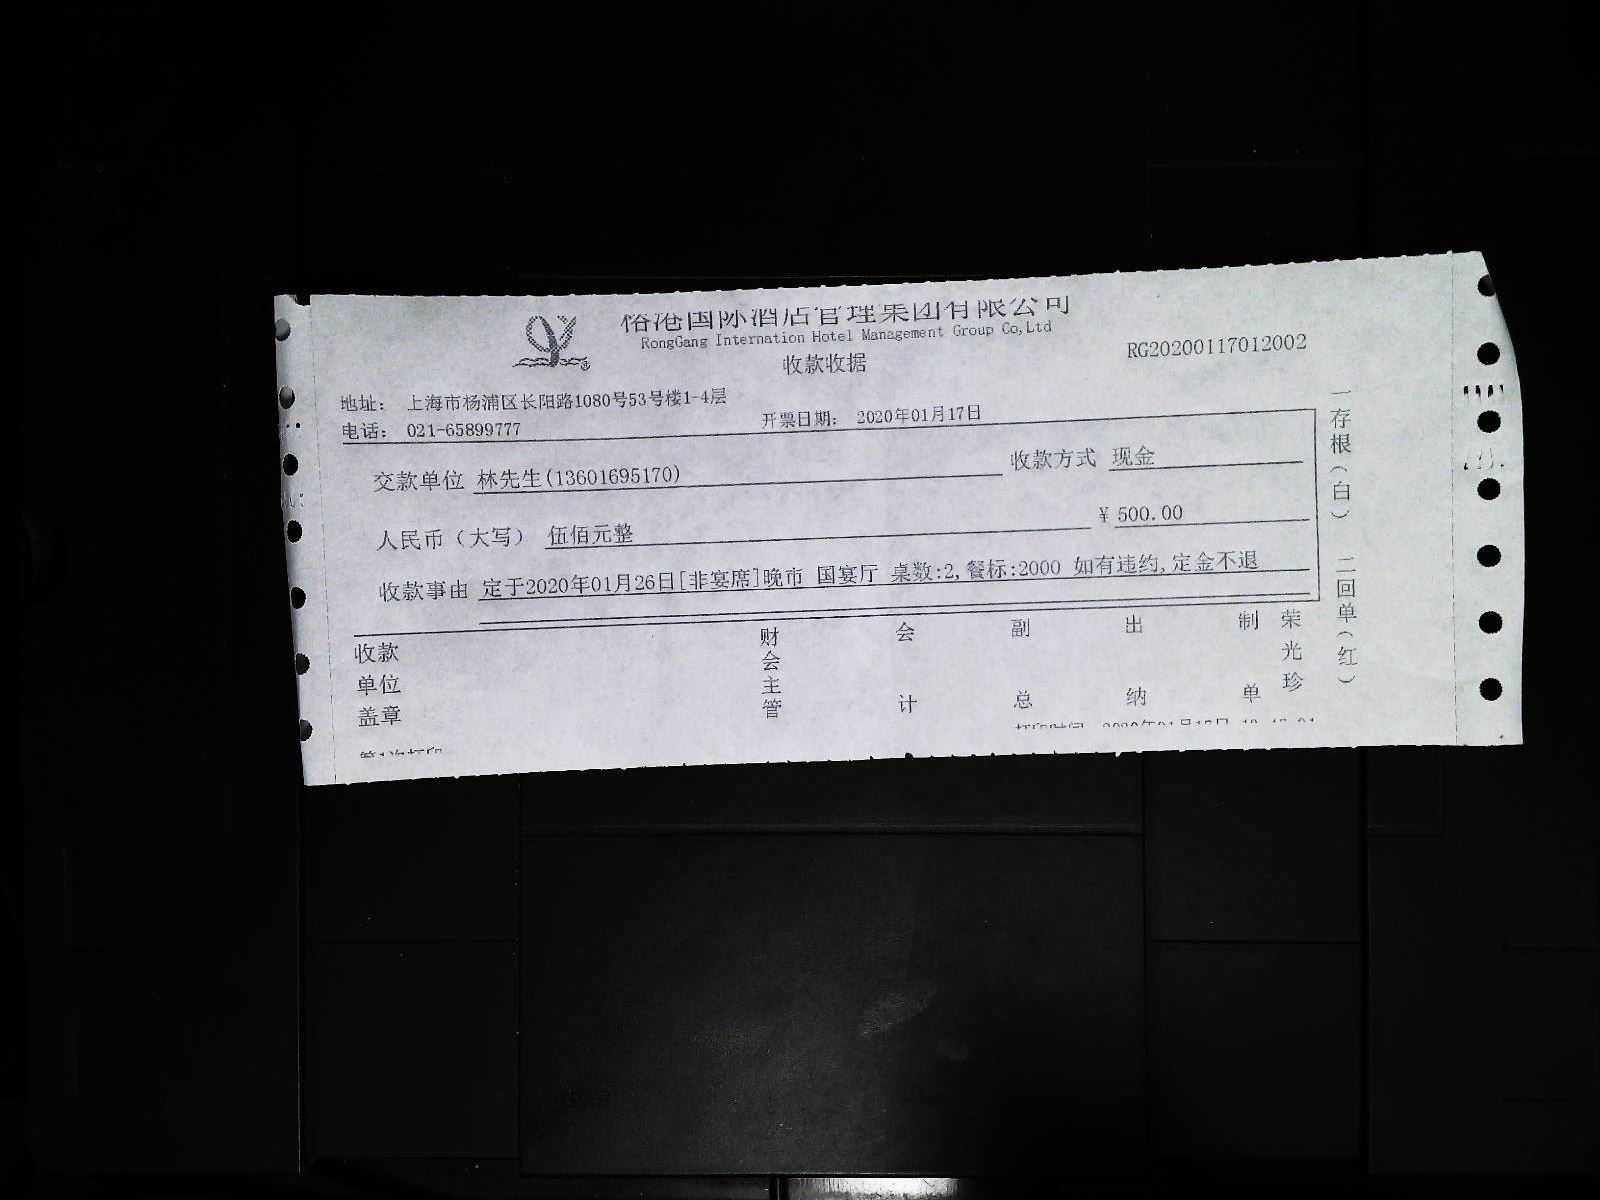 国际酒店管理集团有限公司
RongGang Internation Hotel Management Group Co,Ltd
收款收据
RG20200117012002
地址: 上海市杨浦区长阳路1080号53号楼1-4层
电话: 021-65899777
开票日期: 2020年01月17日
交款单位 林先生(13601695170)
收款方式 现金
人民币（大写） 伍佰元整
¥ 500.00
收款事由 定于2020年01月26日[非宴席]晚市 国宴厅 桌数:2,餐标:2000 如有违约,定金不退
收款单位盖章
财会主管
会计
副总
出纳
制单
荣光珍
一存根(白) 二回单(红)